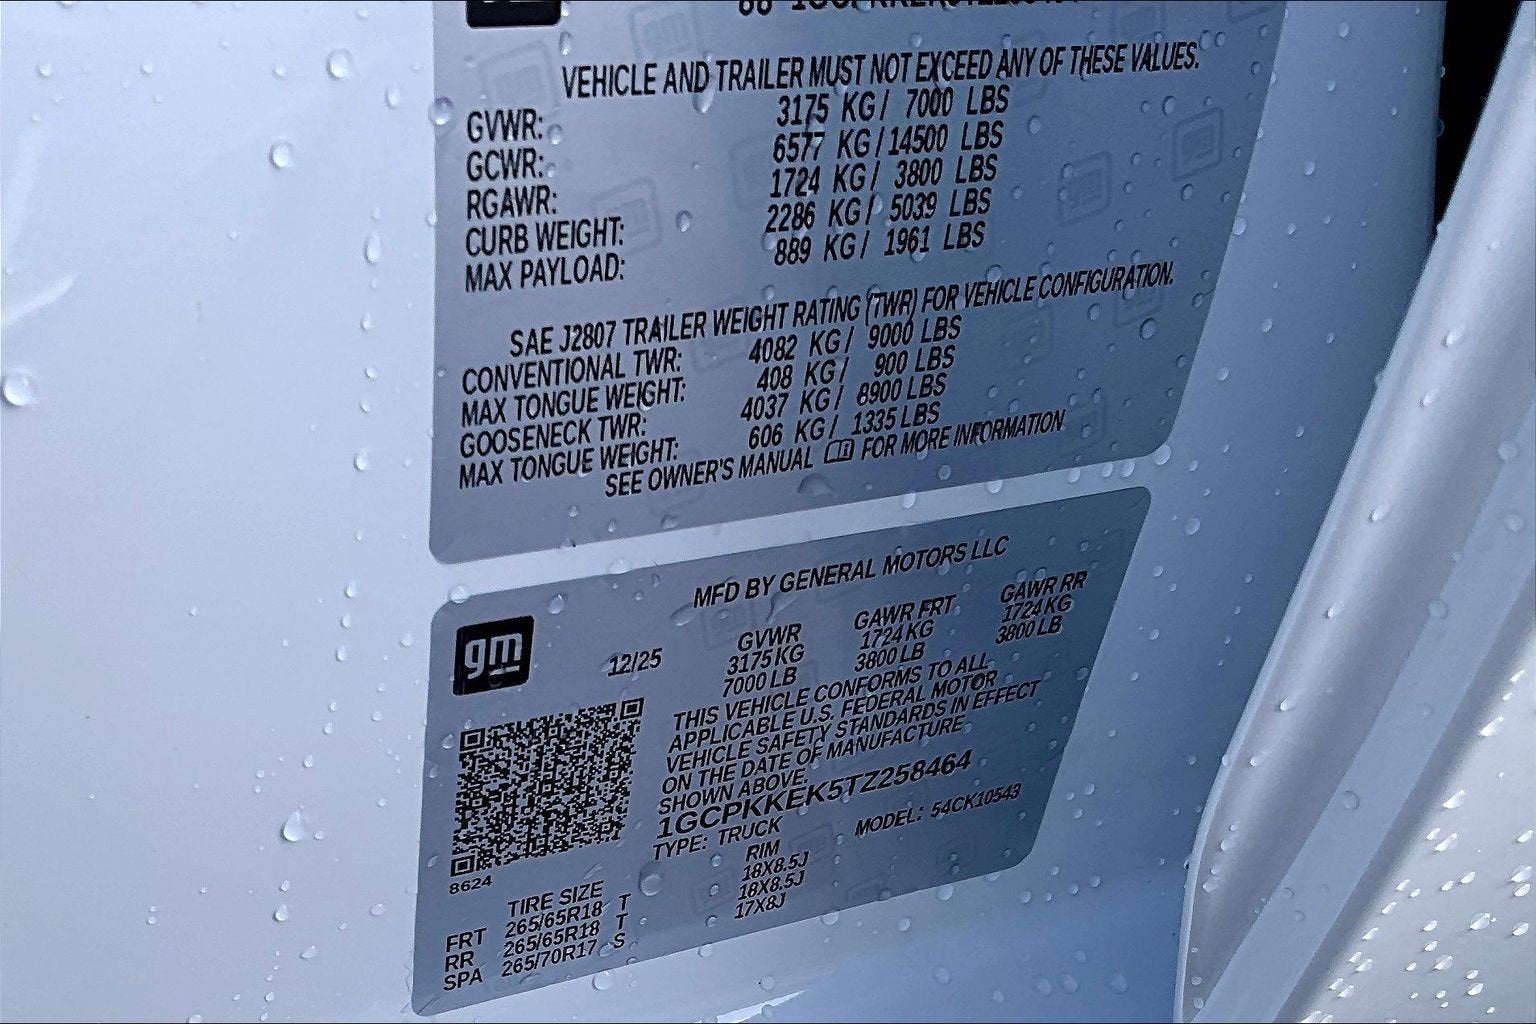 VEHICLE AND TRAILER MUST NOT EXCEED ANY OF THESE VALUES.
GVWR: 3175 KG/ 7000 LBS
GCWR: 6577 KG/14500 LBS
RGAWR: 1724 KG/ 3800 LBS
CURB WEIGHT: 2286 KG/ 5039 LBS
MAX PAYLOAD: 889 KG/ 1961 LBS
SAE J2807 TRAILER WEIGHT RATING (TWR) FOR VEHICLE CONFIGURATION.
CONVENTIONAL TWR: 4082 KG/ 9000 LBS
MAX TONGUE WEIGHT: 408 KG/ 900 LBS
GOOSENECK TWR: 4037 KG/ 8900 LBS
MAX TONGUE WEIGHT: 606 KG/ 1335 LBS
SEE OWNER'S MANUAL FOR MORE INFORMATION
gm
MFD BY GENERAL MOTORS LLC
12/25
GVWR GAWR FRT GAWR RR
3175 KG 1724 KG 1724 KG
7000 LB 3800 LB 3800 LB
THIS VEHICLE CONFORMS TO ALL
APPLICABLE U.S. FEDERAL MOTOR
VEHICLE SAFETY STANDARDS IN EFFECT
ON THE DATE OF MANUFACTURE
SHOWN ABOVE.
1GCPKKEK5TZ258464
TYPE: TRUCK MODEL: 54CK10543
8624
TIRE SIZE RIM
FRT 265/65R18 T 18X8.5J
RR 265/65R18 T 18X8.5J
SPA 265/70R17 S 17X8J